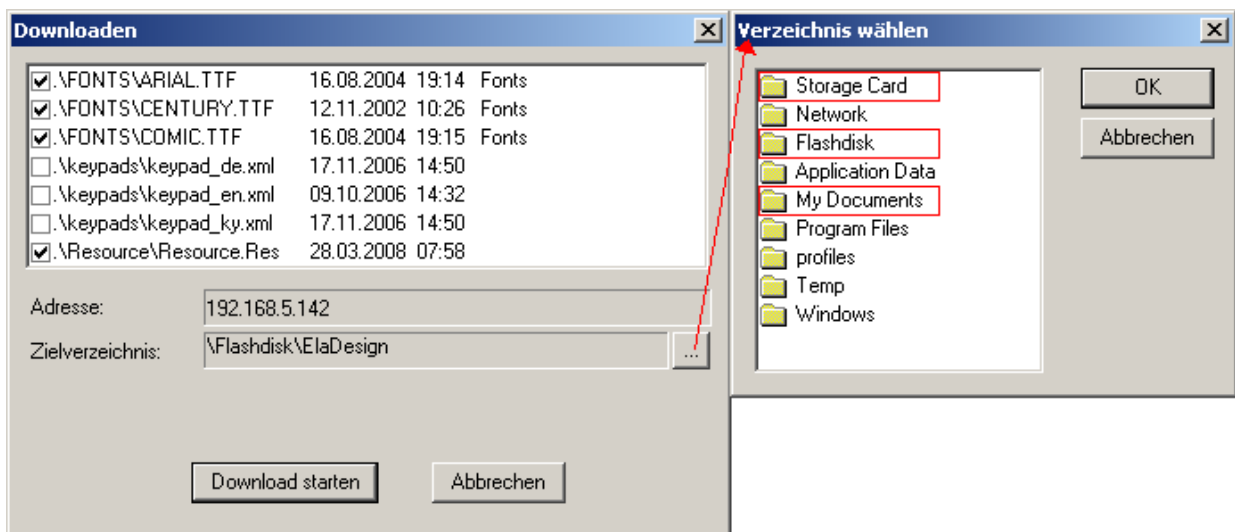 Downloaden
.\FONTS\ARIAL.TTF 16.08.2004 19:14 Fonts
.\FONTS\CENTURY.TTF 12.11.2002 10:26 Fonts
.\FONTS\COMIC.TTF 16.08.2004 19:15 Fonts
.\keypads\keypad_de.xml 17.11.2006 14:50
.\keypads\keypad_en.xml 09.10.2006 14:32
.\keypads\keypad_ky.xml 17.11.2006 14:50
.\Resource\Resource.Res 28.03.2008 07:58
Adresse: 192.168.5.142
Zielverzeichnis: \Flashdisk\ElaDesign ...
Download starten Abbrechen
Verzeichnis wählen
Storage Card
Network
Flashdisk
Application Data
My Documents
Program Files
profiles
Temp
Windows
OK
Abbrechen